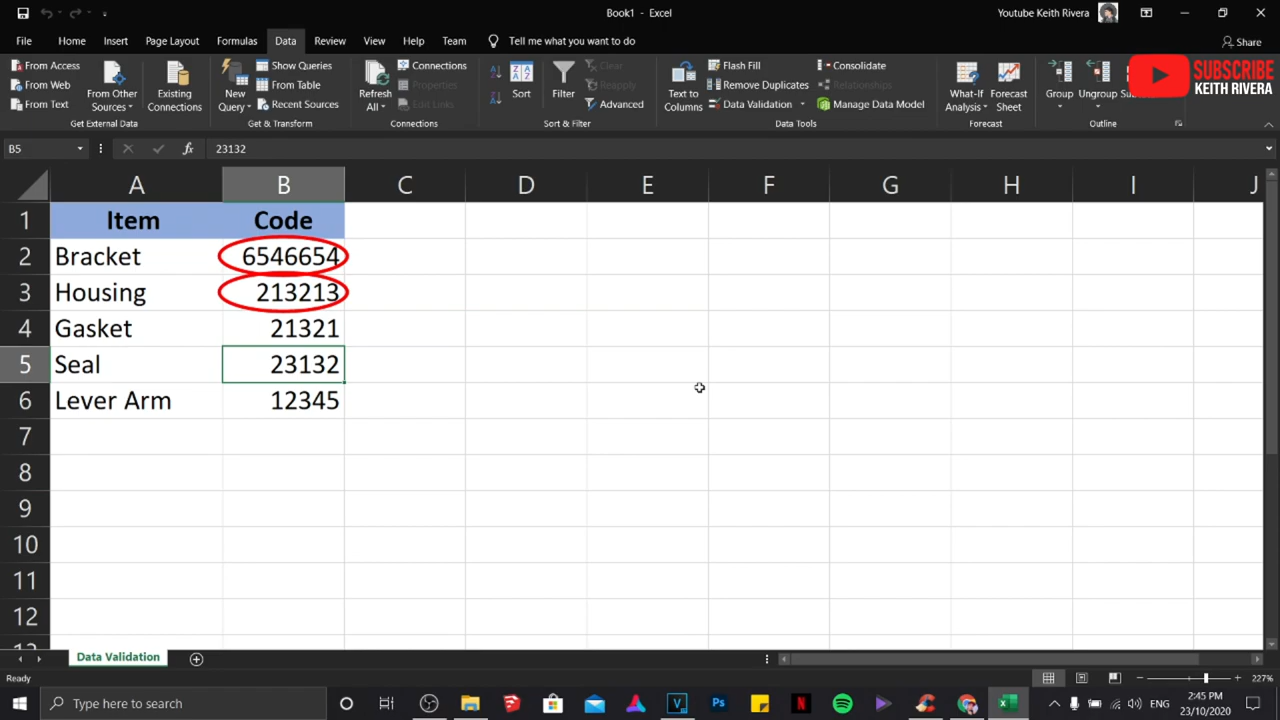 Book1 - Excel
Youtube Keith Rivera
File Home Insert Page Layout Formulas Data Review View Help Team Tell me what you want to do Share
From Access
From Web
From Text
From Other Sources
Existing Connections
Get External Data
New Query
Show Queries
From Table
Recent Sources
Get & Transform
Refresh All
Connections
Properties
Edit Links
Connections
Sort
Filter
Clear
Reapply
Advanced
Sort & Filter
Text to Columns
Flash Fill
Remove Duplicates
Data Validation
Consolidate
Relationships
Manage Data Model
Data Tools
What-If Analysis
Forecast Sheet
Forecast
Group
Ungroup
Outline
SUBSCRIBE
KEITH RIVERA
B5 fx 23132
A B C D E F G H I J
1 Item Code
2 Bracket 6546654
3 Housing 213213
4 Gasket 21321
5 Seal 23132
6 Lever Arm 12345
7
8
9
10
11
12
Data Validation
Ready 227%
Type here to search
2:45 PM
23/10/2020